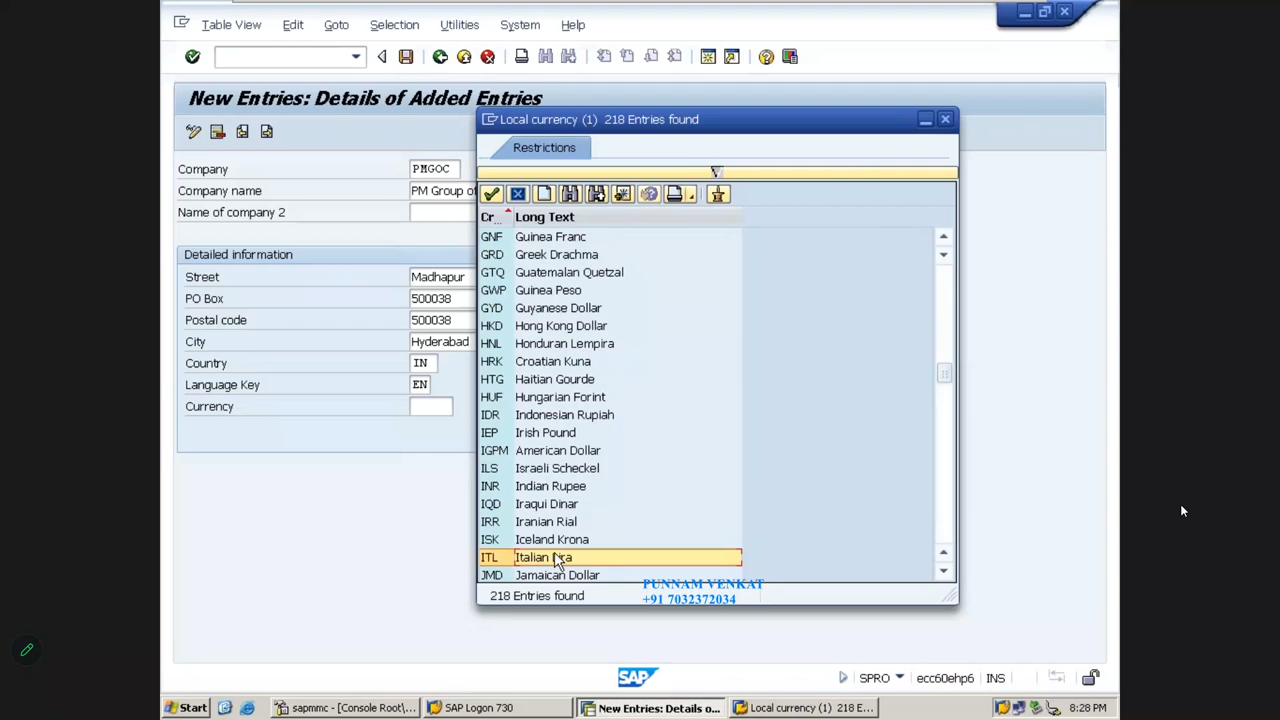 Table View Edit Goto Selection Utilities System Help
New Entries: Details of Added Entries
Company PMGOC
Company name PM Group of
Name of company 2
Detailed information
Street Madhapur
PO Box 500038
Postal code 500038
City Hyderabad
Country IN
Language Key EN
Currency
Local currency (1) 218 Entries found
Restrictions
Cr... Long Text
GNF Guinea Franc
GRD Greek Drachma
GTQ Guatemalan Quetzal
GWP Guinea Peso
GYD Guyanese Dollar
HKD Hong Kong Dollar
HNL Honduran Lempira
HRK Croatian Kuna
HTG Haitian Gourde
HUF Hungarian Forint
IDR Indonesian Rupiah
IEP Irish Pound
IGPM American Dollar
ILS Israeli Scheckel
INR Indian Rupee
IQD Iraqui Dinar
IRR Iranian Rial
ISK Iceland Krona
ITL Italian
JMD Jamaican Dollar
218 Entries found
PUNNAM VENKAT
+91 7032372034
SAP
SPRO ecc60ehp6 INS
Start sapmmc - [Console Root\... SAP Logon 730 New Entries: Details o... Local currency (1) 218 E... 8:28 PM